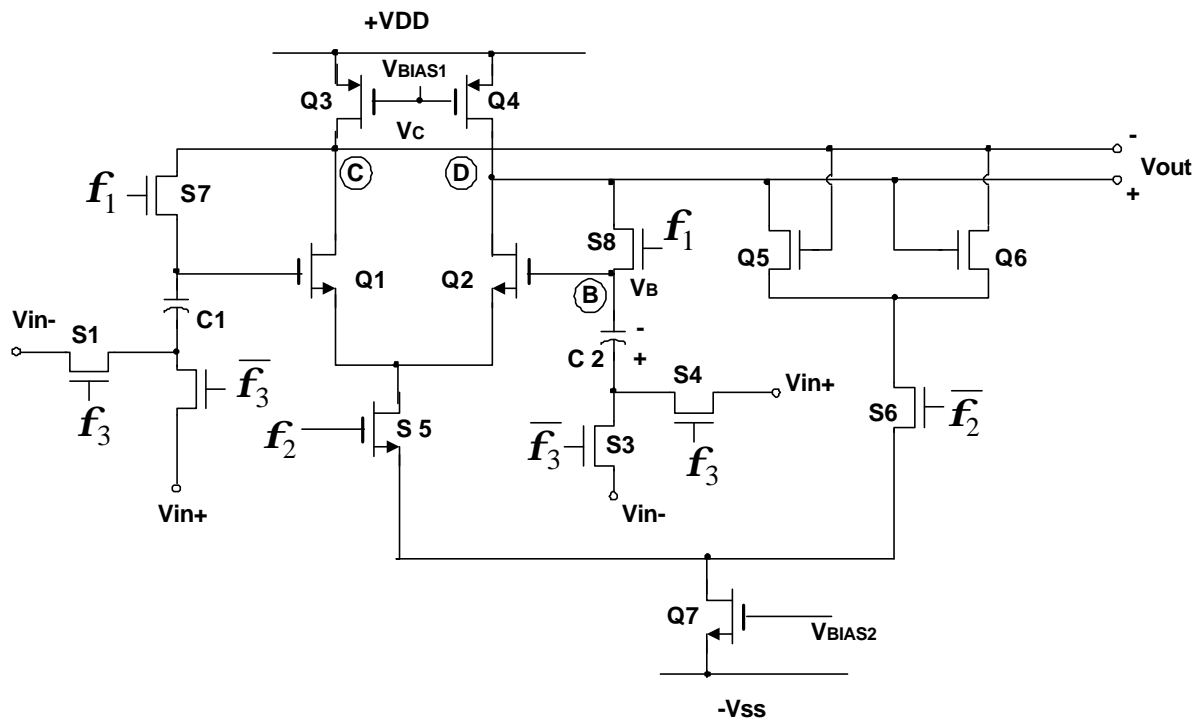 +VDD
VBIAS1
Q3
Q4
VC
C
D
-
Vout
+
f1
S7
S8
f1
Q5
Q6
Q1
Q2
B
VB
C1
Vin-
S1
-
C 2
+
f3
f3
S4
Vin+
S6
f2
f2
S 5
f3
S3
f3
Vin+
Vin-
Q7
VBIAS2
-Vss